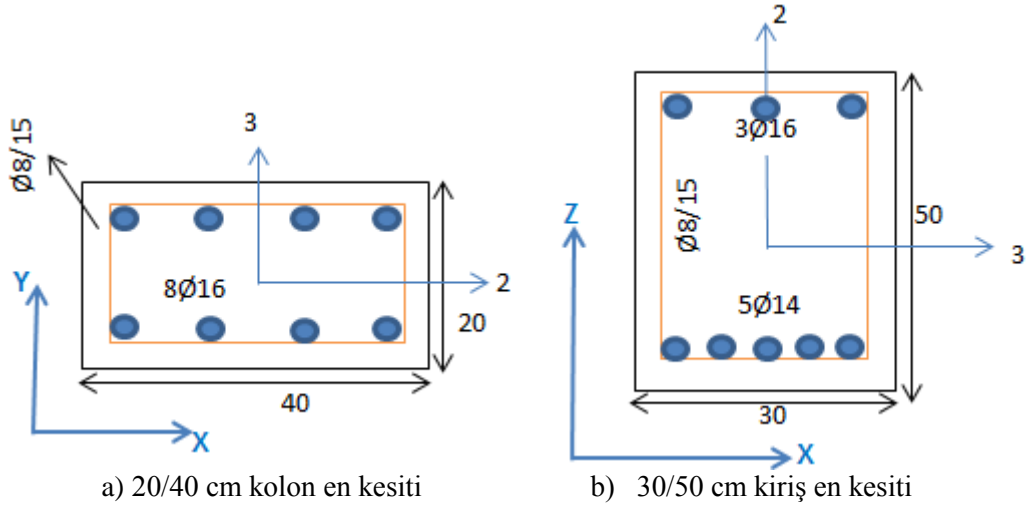 Ø8/15
3
2
8Ø16
20
40
Y
X
a) 20/40 cm kolon en kesiti
2
3Ø16
Ø8/15
Z
50
3
5Ø14
30
X
b) 30/50 cm kiriş en kesiti